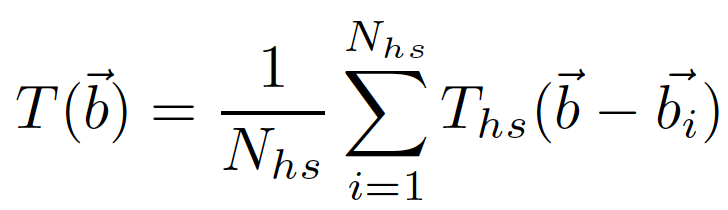 $T(\vec{b}) = \frac{1}{N_{hs}} \sum_{i=1}^{N_{hs}} T_{hs}(\vec{b} - \vec{b_i})$